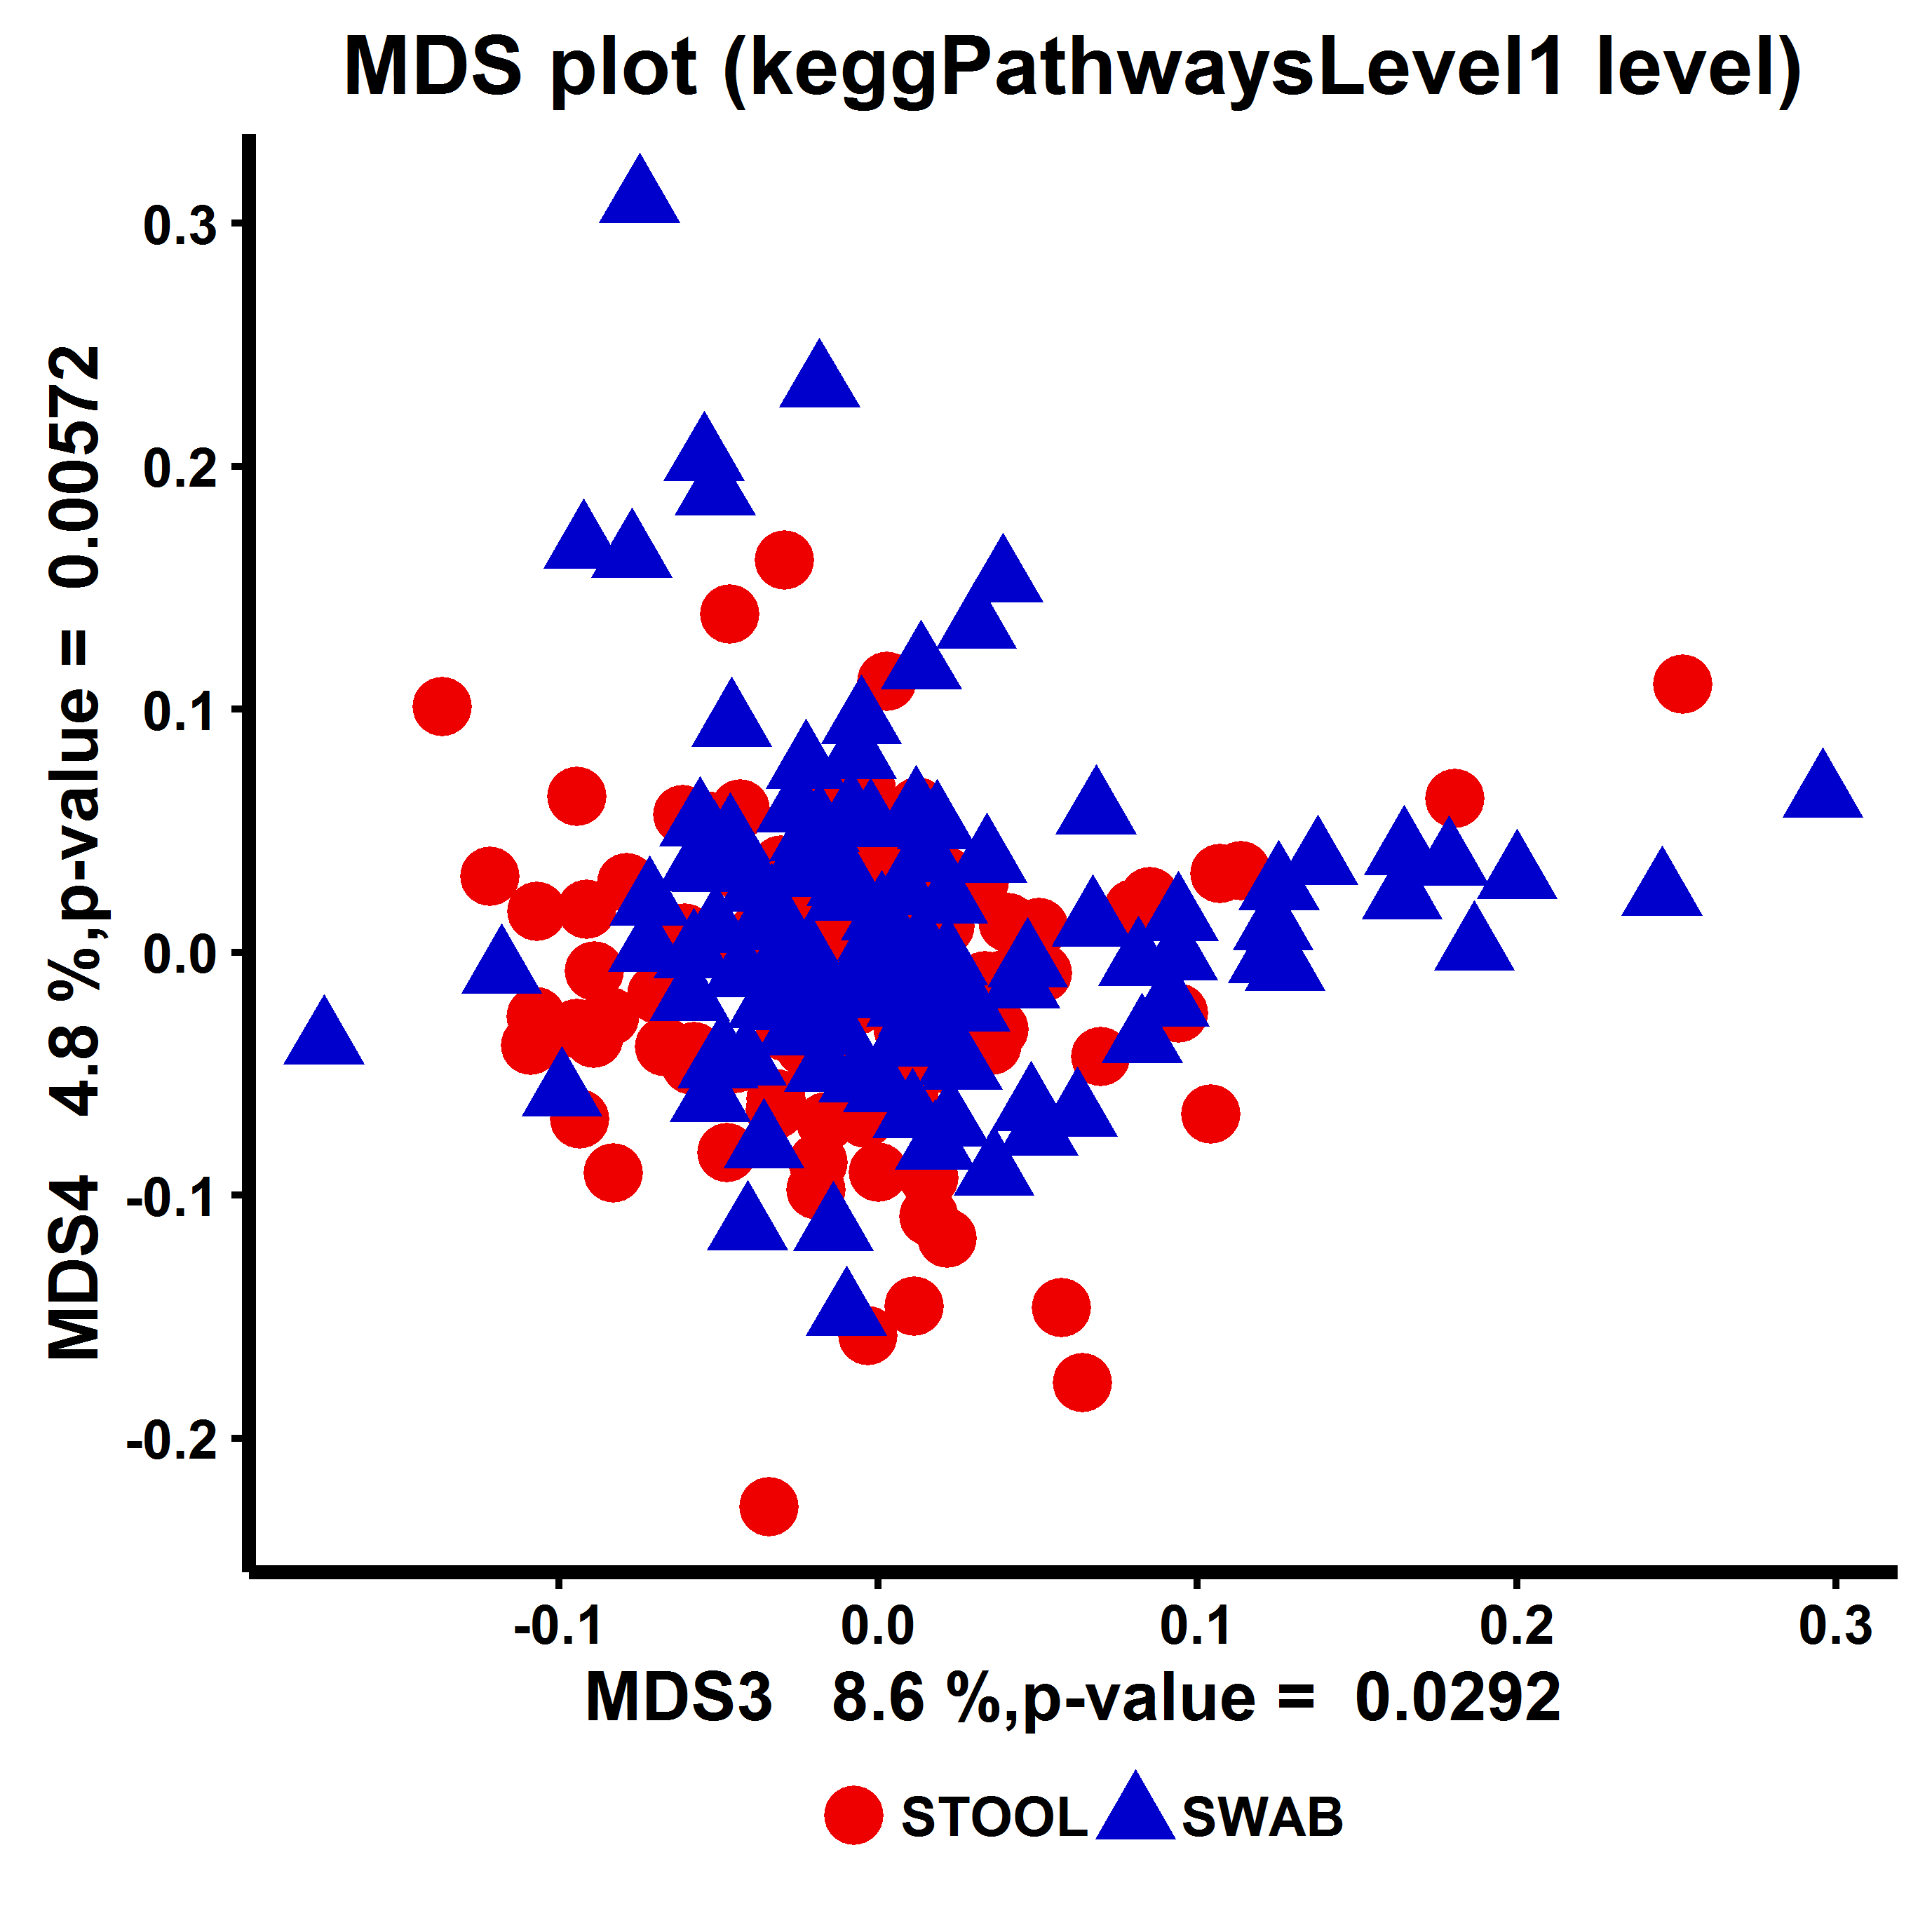 MDS plot (keggPathwaysLevel1 level)
MDS4 4.8 %,p-value = 0.00572
0.3
0.2
0.1
0.0
-0.1
-0.2
-0.1 0.0 0.1 0.2 0.3
MDS3 8.6 %,p-value = 0.0292
STOOL SWAB